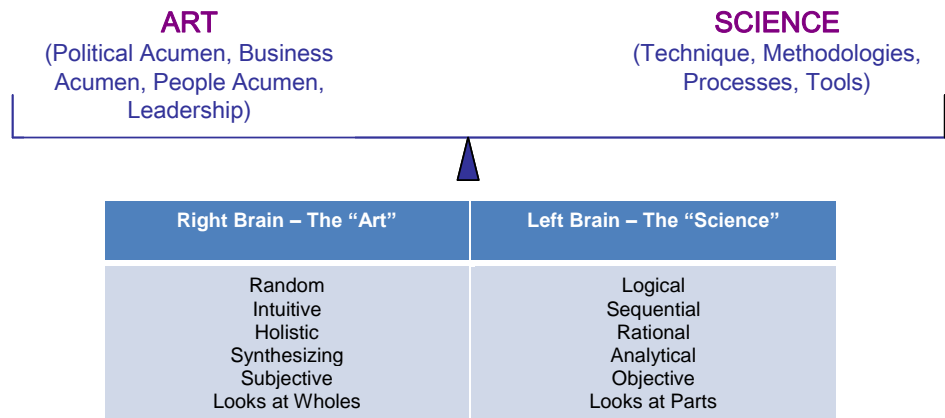 ART
(Political Acumen, Business
Acumen, People Acumen,
Leadership)
SCIENCE
(Technique, Methodologies,
Processes, Tools)
Right Brain – The “Art”
Left Brain – The “Science”
Random
Intuitive
Holistic
Synthesizing
Subjective
Looks at Wholes
Logical
Sequential
Rational
Analytical
Objective
Looks at Parts